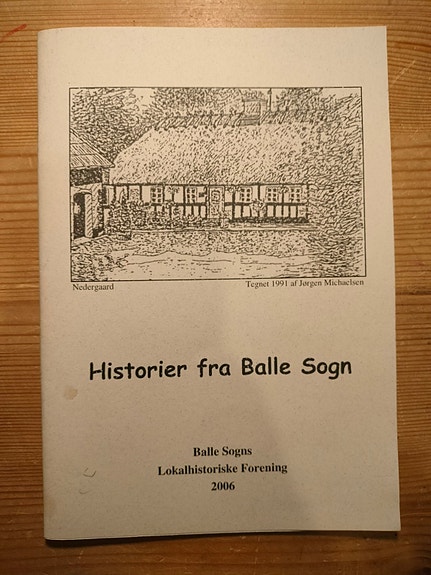 Nedergaard
Tegnet 1991 af Jørgen Michaelsen
Historier fra Balle Sogn
Balle Sogns
Lokalhistoriske Forening
2006